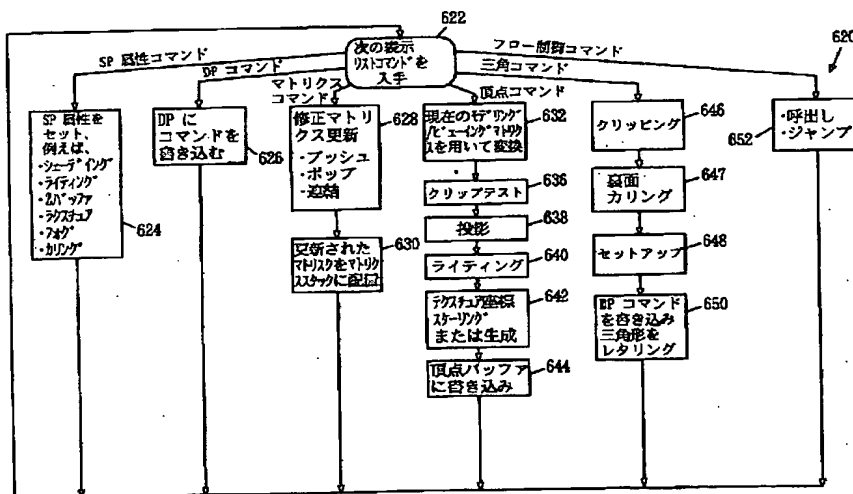 622
次の表示
リストコマンドを
入手
620
SP 属性コマンド
DP コマンド
マトリクス
コマンド
頂点コマンド
三角コマンド
フロー制御コマンド
SP 属性を
セット、
例えば、
・シェーディング
・ライティング
・Zバッファ
・フォグ
・カリング
624
DP に
コマンドを
書き込む
626
修正マトリ
クス更新
・プッシュ
・ポップ
・連結
628
更新された
マトリスクをマトリク
ススタックに配置
630
現在のモデリング
/ビューイングマトリク
スを用いて変換
632
クリップテスト
636
投影
638
ライティング
640
テクスチュア座標
スケーリング
または生成
642
頂点バッファ
に書き込み
644
クリッピング
646
裏面
カリング
647
セットアップ
648
DP コマンド
を書き込み
三角形を
レタリング
650
652
・呼出し
・ジャンプ